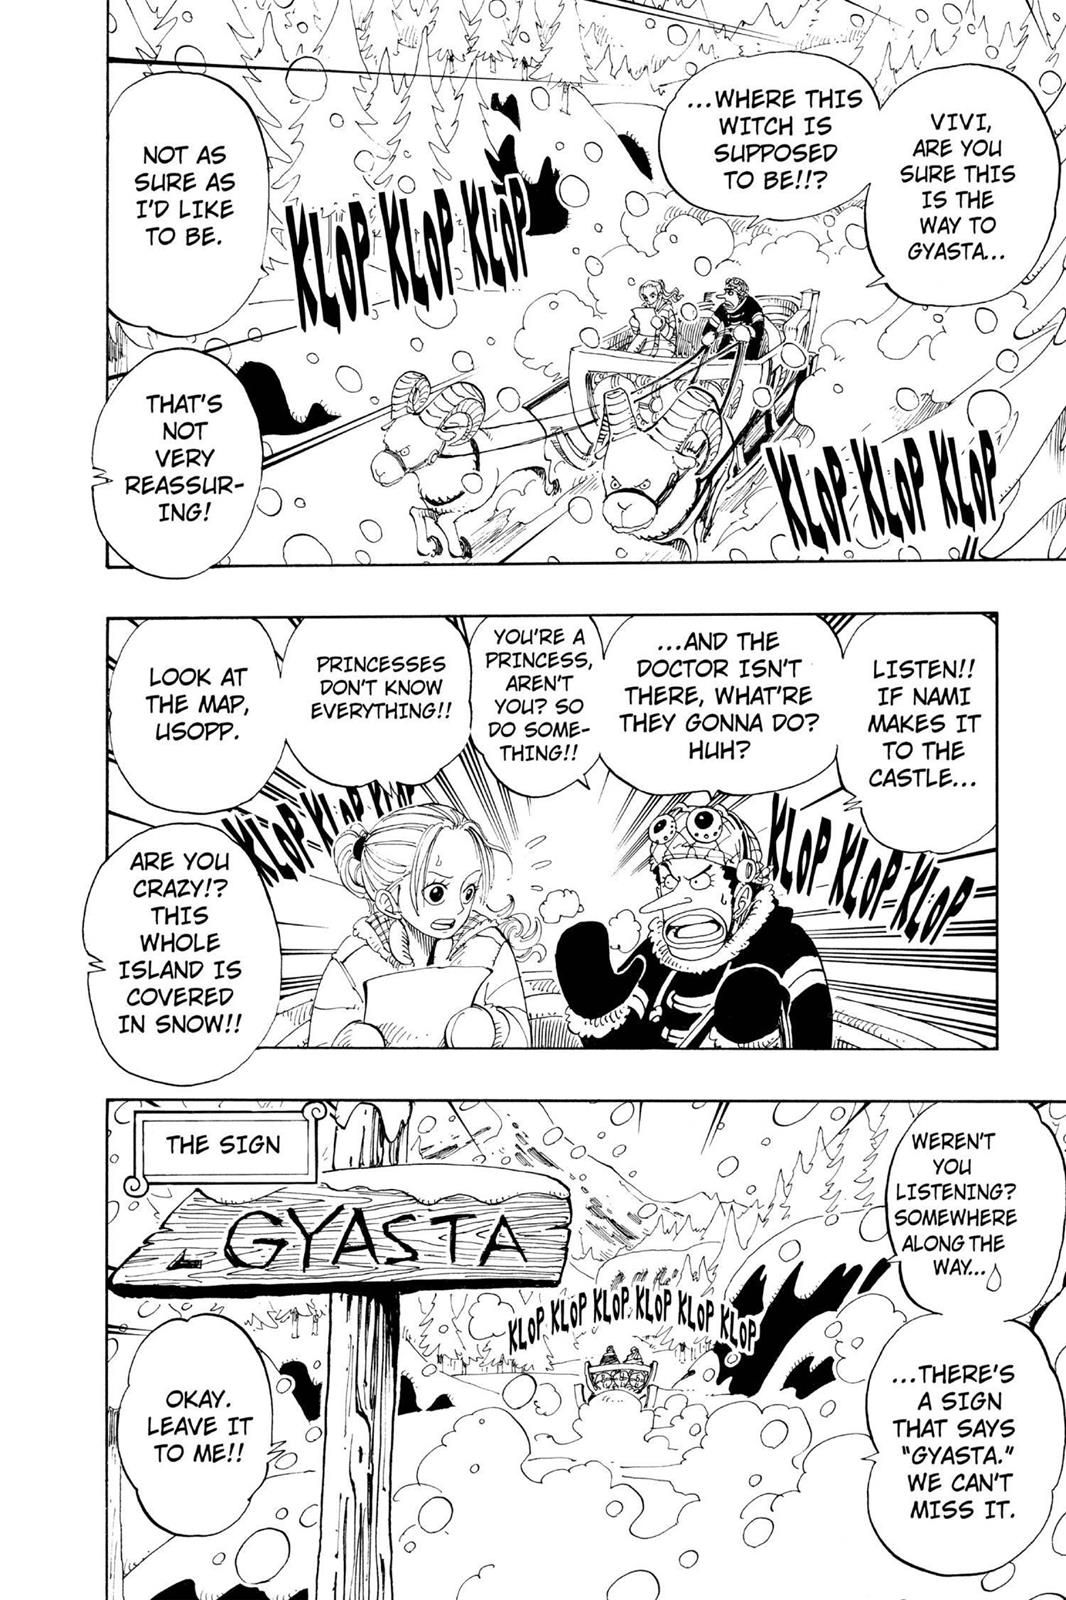 VIVI,
ARE YOU
SURE THIS
IS THE
WAY TO
GYASTA...
...WHERE THIS
WITCH IS
SUPPOSED
TO BE!!?
NOT AS
SURE AS
I'D LIKE
TO BE.
KLOP KLOP KLOP
THAT'S
NOT
VERY
REASSUR-
ING!
KLOP KLOP KLOP
LISTEN!!
IF NAMI
MAKES IT
TO THE
CASTLE...
...AND THE
DOCTOR ISN'T
THERE, WHAT'RE
THEY GONNA DO?
HUH?
YOU'RE A
PRINCESS,
AREN'T
YOU? SO
DO SOME-
THING!!
PRINCESSES
DON'T KNOW
EVERYTHING!!
LOOK AT
THE MAP,
USOPP.
KLOP KLOP KLOP
KLOP KLOP KLOP
ARE YOU
CRAZY!?
THIS
WHOLE
ISLAND IS
COVERED
IN SNOW!!
WEREN'T
YOU
LISTENING?
SOMEWHERE
ALONG THE
WAY...
...THERE'S
A SIGN
THAT SAYS
"GYASTA."
WE CAN'T
MISS IT.
KLOP KLOP KLOP KLOP KLOP KLOP
THE SIGN
GYASTA
OKAY.
LEAVE IT
TO ME!!